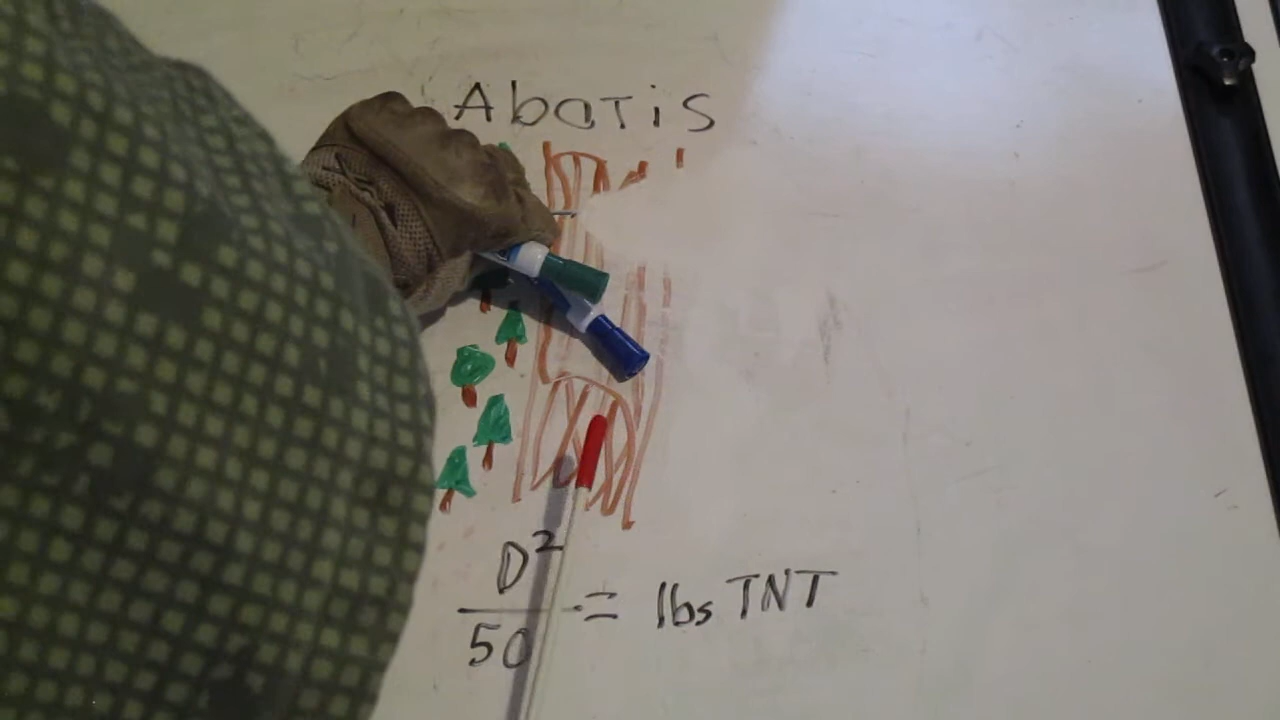 Abatis
D²
50 = lbs TNT